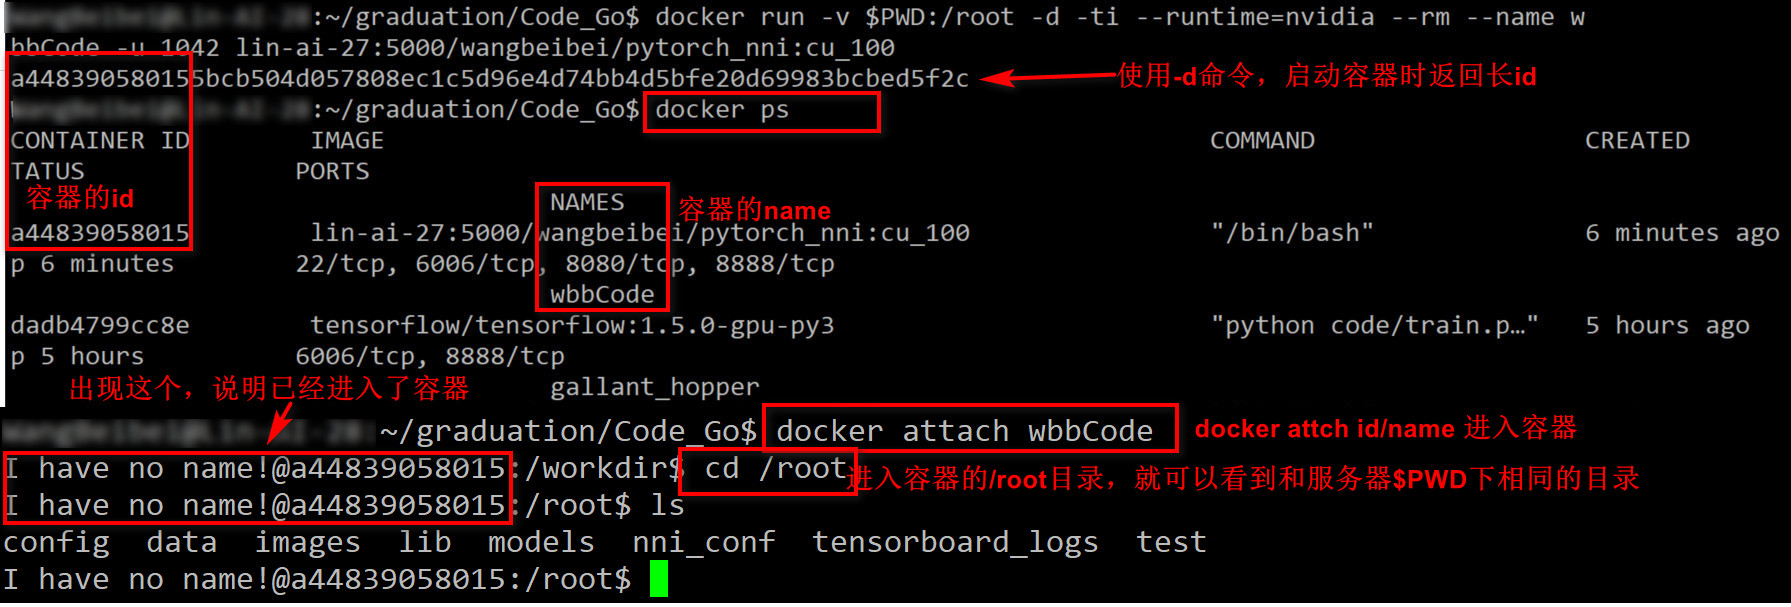 :~/graduation/Code_Go$ docker run -v $PWD:/root -d -ti --runtime=nvidia --rm --name w
bbCode -u 1042 lin-ai-27:5000/wangbeibei/pytorch_nni:cu_100
a448390580155bcb504d057808ec1c5d96e4d74bb4d5bfe20d69983bcbed5f2c 使用-d命令，启动容器时返回长id
:~/graduation/Code_Go$ docker ps
CONTAINER ID IMAGE COMMAND CREATED
TATUS PORTS
容器的id NAMES 容器的name
a44839058015 lin-ai-27:5000/wangbeibei/pytorch_nni:cu_100 "/bin/bash" 6 minutes ago
p 6 minutes 22/tcp, 6006/tcp, 8080/tcp, 8888/tcp
wbbCode
dadb4799cc8e tensorflow/tensorflow:1.5.0-gpu-py3 "python code/train.p…" 5 hours ago
p 5 hours 6006/tcp, 8888/tcp
出现这个，说明已经进入了容器 gallant_hopper
:~/graduation/Code_Go$ docker attach wbbCode docker attch id/name 进入容器
I have no name!@a44839058015:/workdir$ cd /root 进入容器的/root目录，就可以看到和服务器$PWD下相同的目录
I have no name!@a44839058015:/root$ ls
config data images lib models nni_conf tensorboard_logs test
I have no name!@a44839058015:/root$